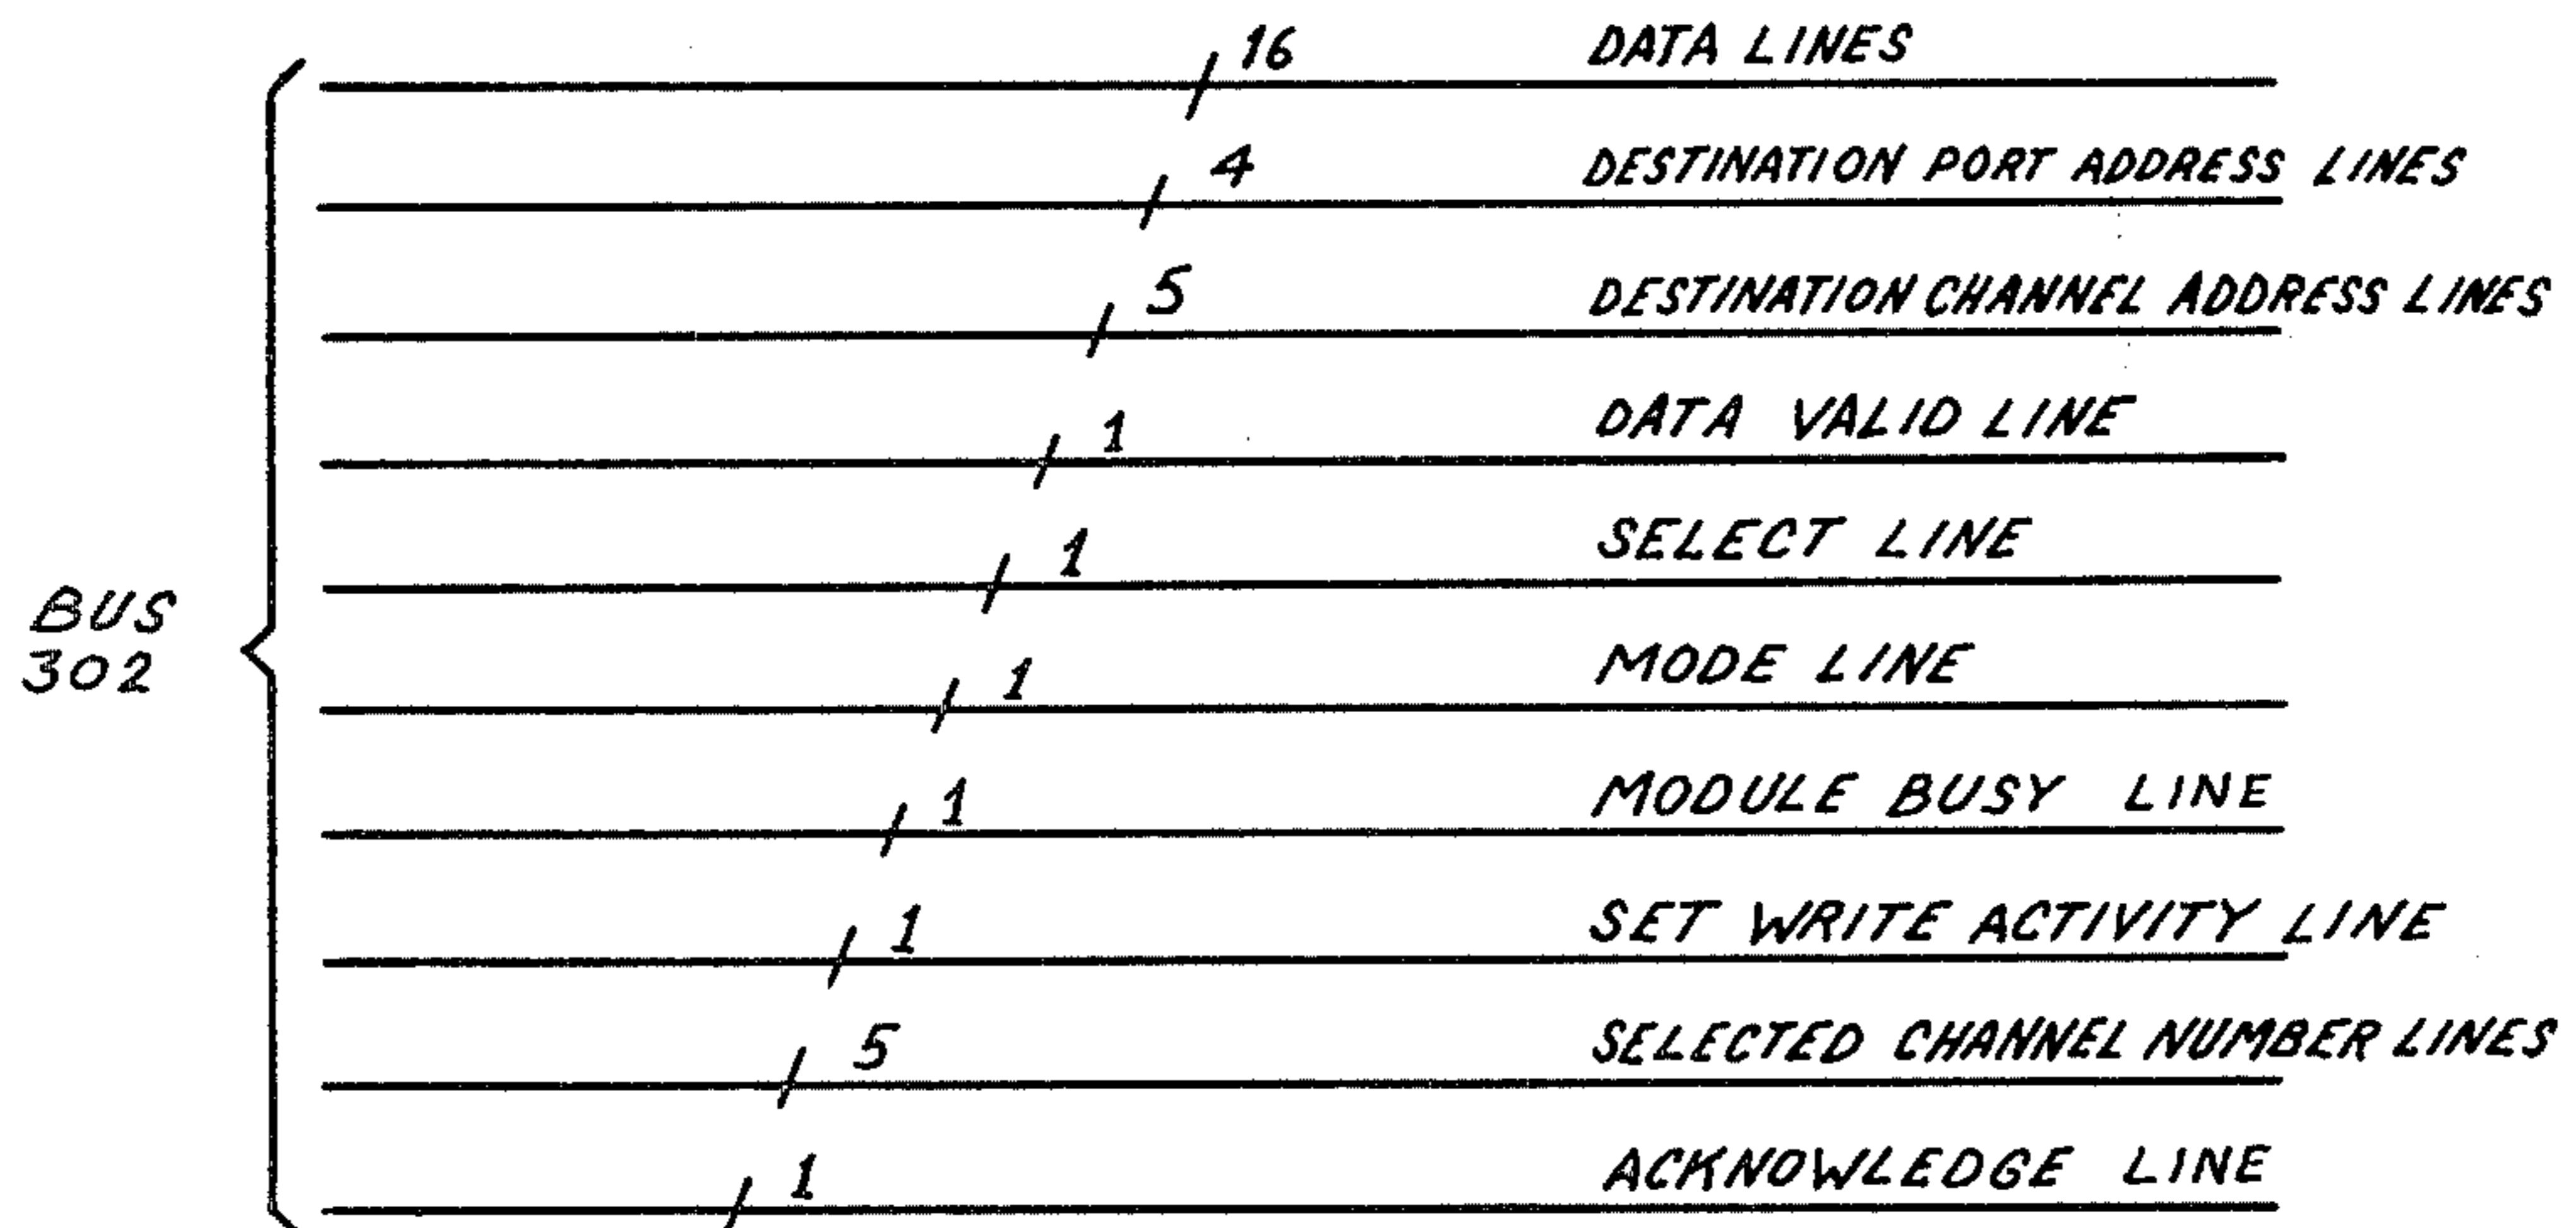 16 DATA LINES
4 DESTINATION PORT ADDRESS LINES
5 DESTINATION CHANNEL ADDRESS LINES
1 DATA VALID LINE
1 SELECT LINE
BUS
302
1 MODE LINE
1 MODULE BUSY LINE
1 SET WRITE ACTIVITY LINE
5 SELECTED CHANNEL NUMBER LINES
1 ACKNOWLEDGE LINE